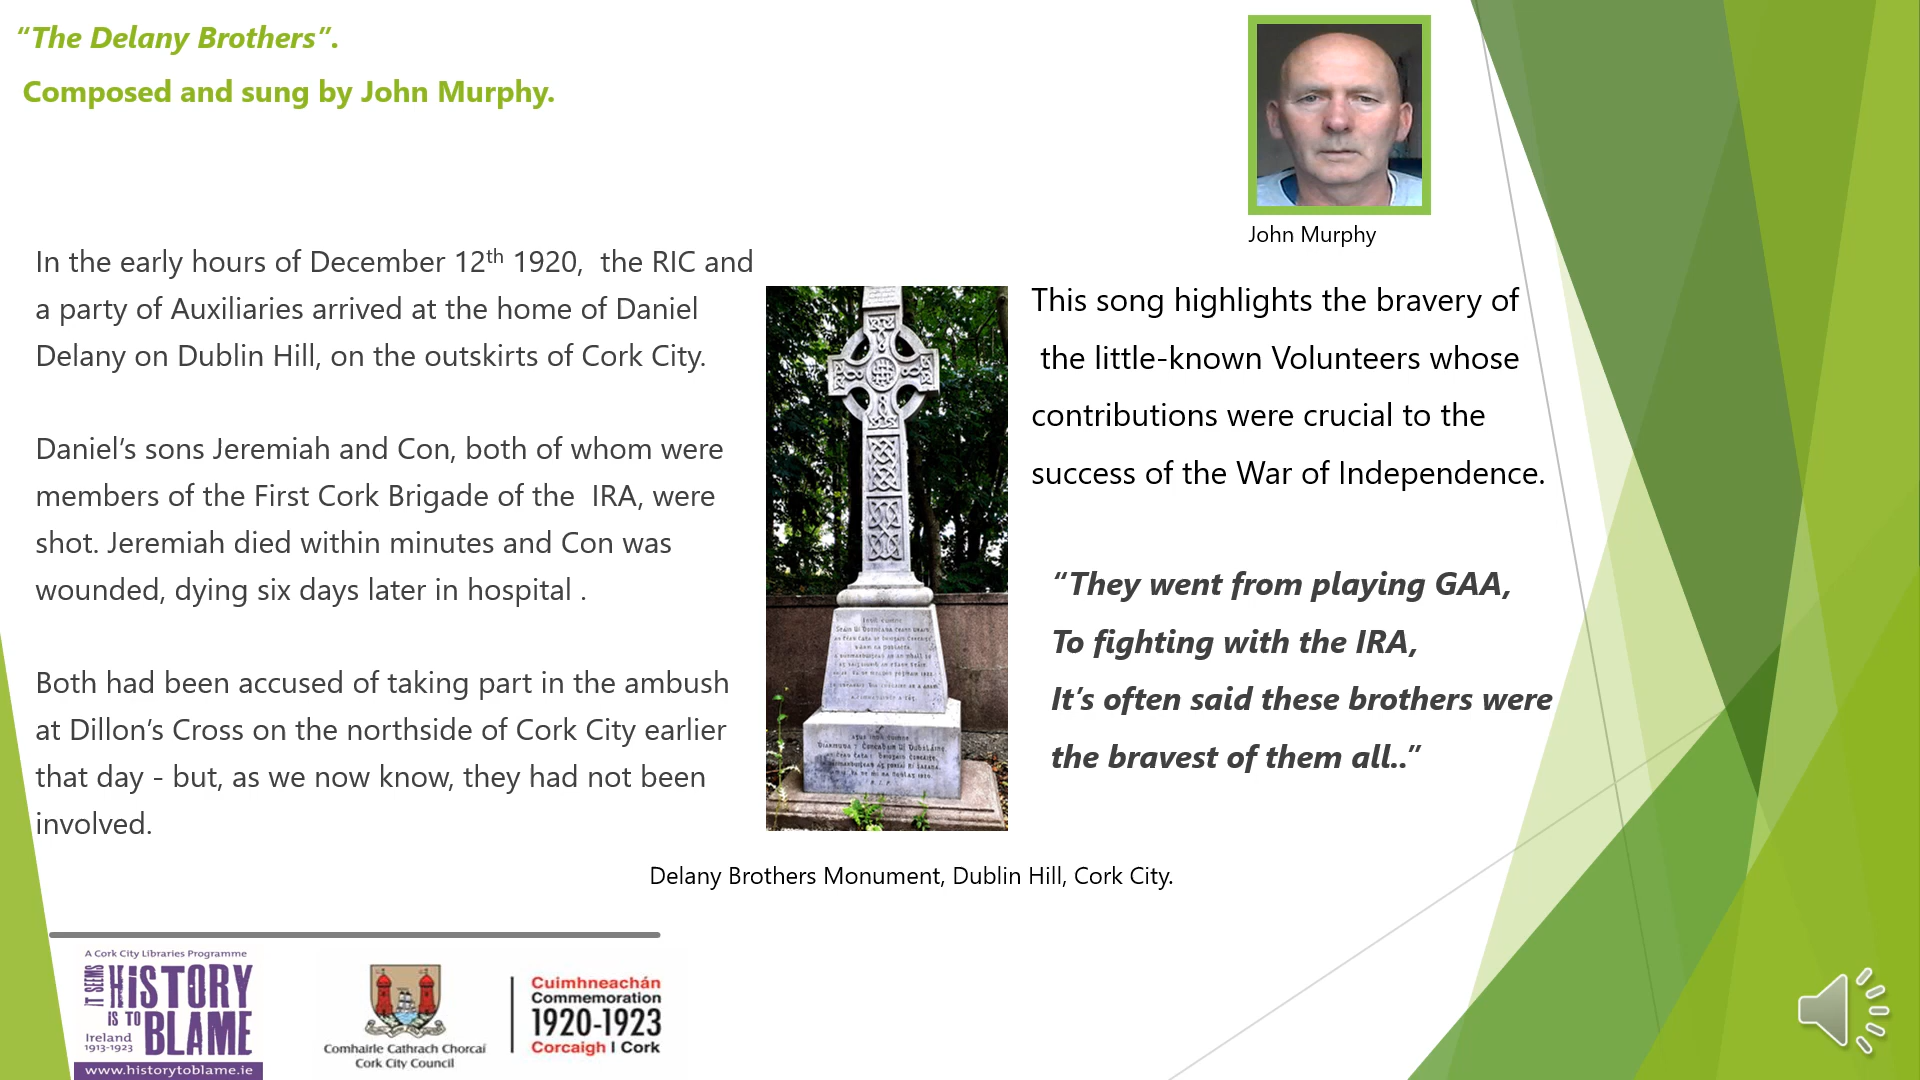 “The Delany Brothers”.
Composed and sung by John Murphy.
John Murphy
In the early hours of December 12th 1920,  the RIC and
a party of Auxiliaries arrived at the home of Daniel
Delany on Dublin Hill, on the outskirts of Cork City.
Daniel’s sons Jeremiah and Con, both of whom were
members of the First Cork Brigade of the  IRA, were
shot. Jeremiah died within minutes and Con was
wounded, dying six days later in hospital .
Both had been accused of taking part in the ambush
at Dillon’s Cross on the northside of Cork City earlier
that day - but, as we now know, they had not been
involved.
This song highlights the bravery of
the little-known Volunteers whose
contributions were crucial to the
success of the War of Independence.
“They went from playing GAA,
To fighting with the IRA,
It’s often said these brothers were
the bravest of them all..”
Delany Brothers Monument, Dublin Hill, Cork City.
A Cork City Libraries Programme
IT SEEMS
HiSTORY
IS TO
BLAME
Ireland
1913-1923
www.historytoblame.ie
Comhairle Cathrach Chorcaí
Cork City Council
Cuimhneachán
Commemoration
1920-1923
Corcaigh | Cork